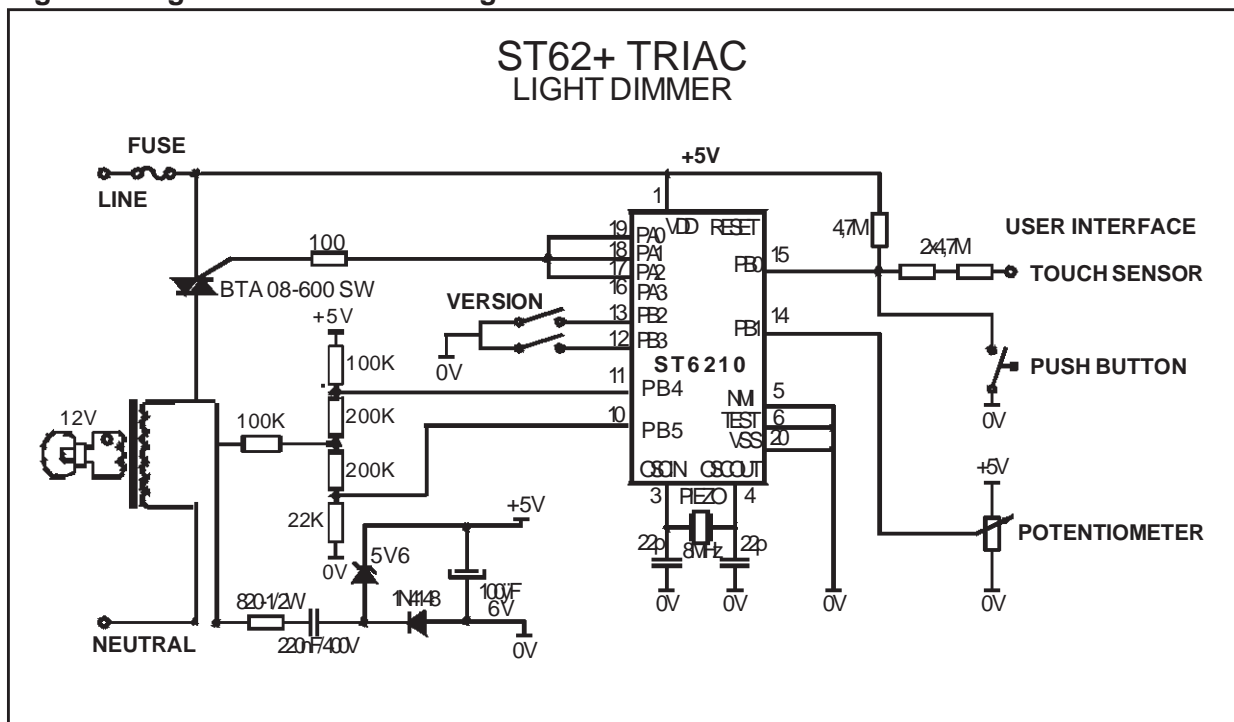 ST62+ TRIAC
LIGHT DIMMER
FUSE
LINE
+5V
1
VDD
RESET
4,7M
USER INTERFACE
19
PA0
18
PA1
17
PA2
16
PA3
100
15
PB0
2x4,7M
TOUCH SENSOR
BTA 08-600 SW
VERSION
13
PB2
12
PB3
0V
14
PB1
+5V
100K
ST6210
PUSH BUTTON
0V
11
PB4
NMI
5
12V
100K
200K
10
PB5
TEST
6
VSS
20
200K
OSCIN
OSCOUT
3
PIEZO
4
+5V
22K
0V
+5V
5V6
22p
8MHz
22p
POTENTIOMETER
820-1/2W
1N4148
6V
0V
0V
0V
0V
0V
220nF/400V
NEUTRAL